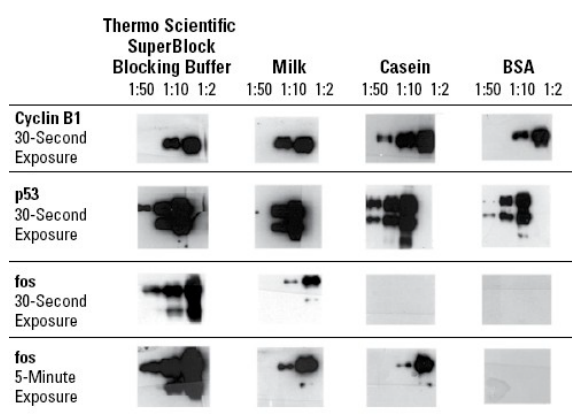 Thermo Scientific
SuperBlock
Blocking Buffer Milk Casein BSA
1:50 1:10 1:2 1:50 1:10 1:2 1:50 1:10 1:2 1:50 1:10 1:2
Cyclin B1
30-Second
Exposure
p53
30-Second
Exposure
fos
30-Second
Exposure
fos
5-Minute
Exposure